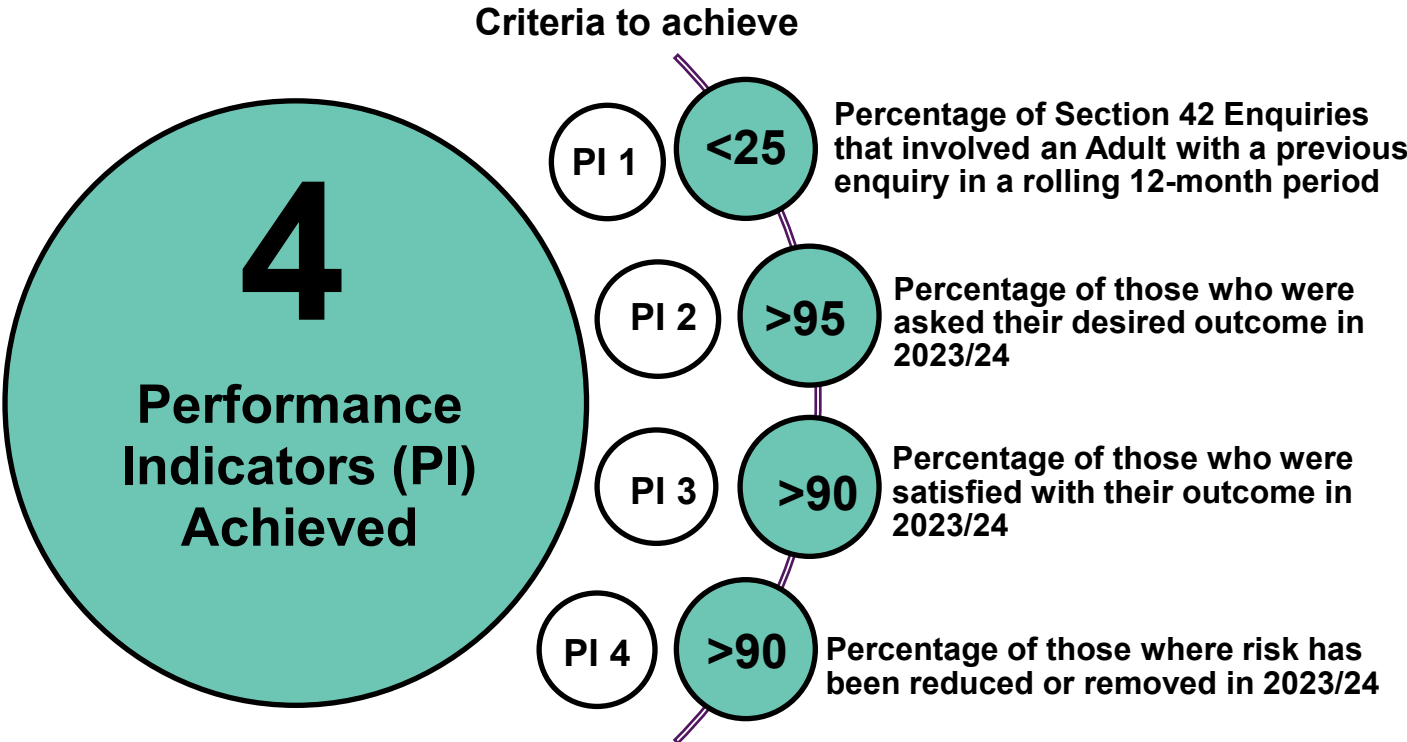 Criteria to achieve
4
Performance
Indicators (PI)
Achieved
PI 1
<25
Percentage of Section 42 Enquiries
that involved an Adult with a previous
enquiry in a rolling 12-month period
PI 2
>95
Percentage of those who were
asked their desired outcome in
2023/24
PI 3
>90
Percentage of those who were
satisfied with their outcome in
2023/24
PI 4
>90
Percentage of those where risk has
been reduced or removed in 2023/24